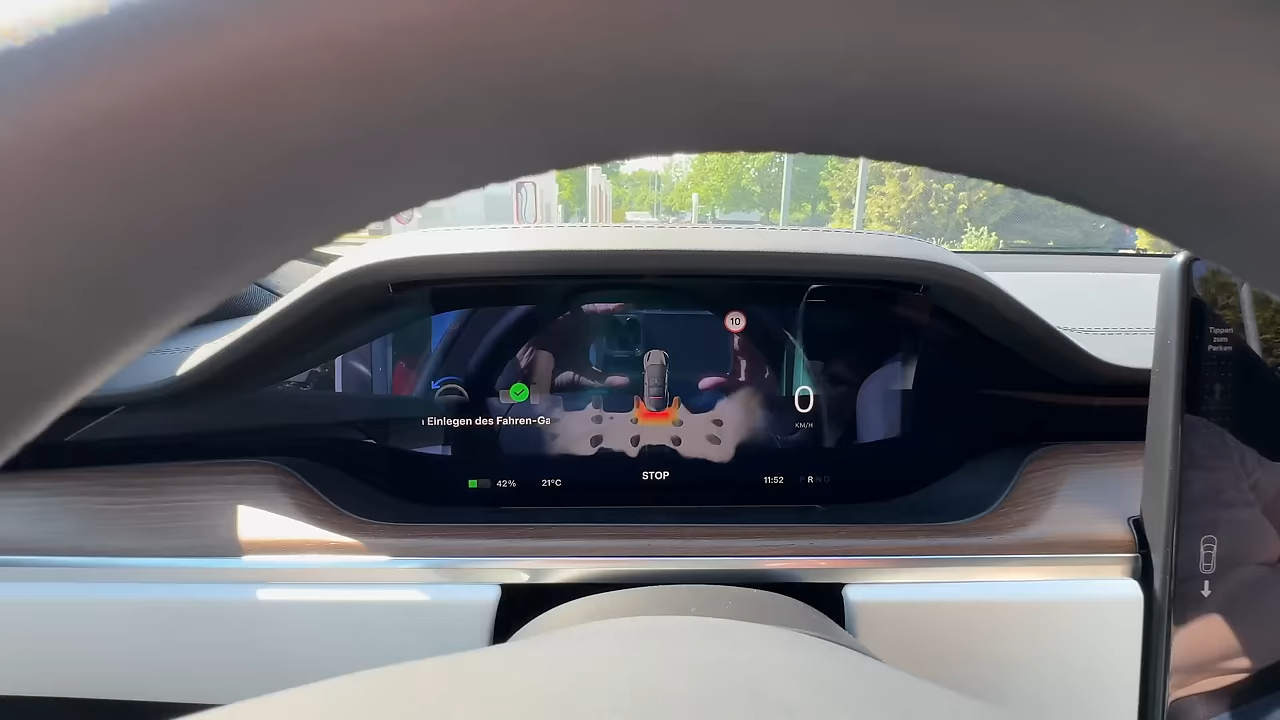 10
Einlegen des Fahren-Ga
0
KM/H
STOP
42% 21°C
11:52 P R N D
Tippen
zum
Parken